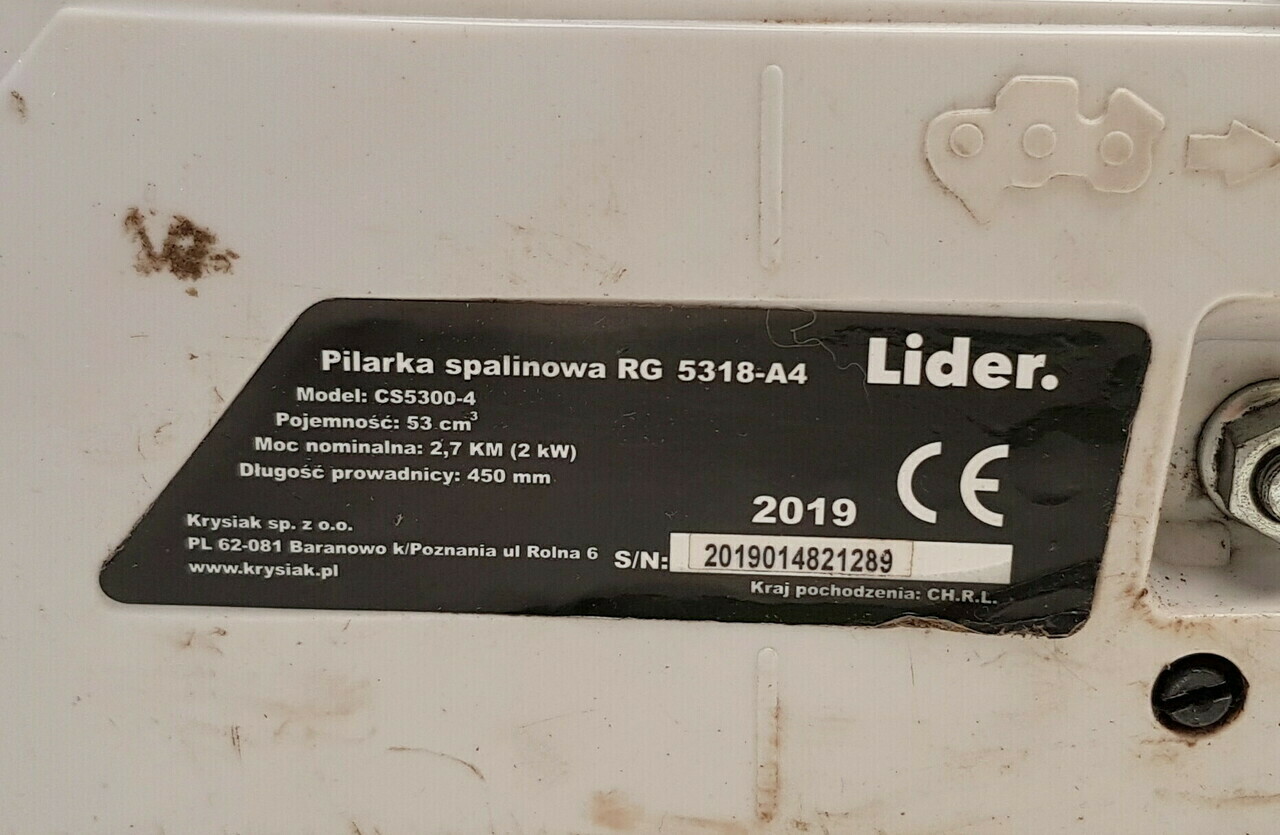 Pilarka spalinowa RG 5318-A4
Lider.
Model: CS5300-4
Pojemność: 53 cm³
Moc nominalna: 2,7 KM (2 kW)
Długość prowadnicy: 450 mm
2019
CE
Krysiak sp. z o.o.
PL 62-081 Baranowo k/Poznania ul Rolna 6
www.krysiak.pl
S/N: 2019014821289
Kraj pochodzenia: CH.R.L.